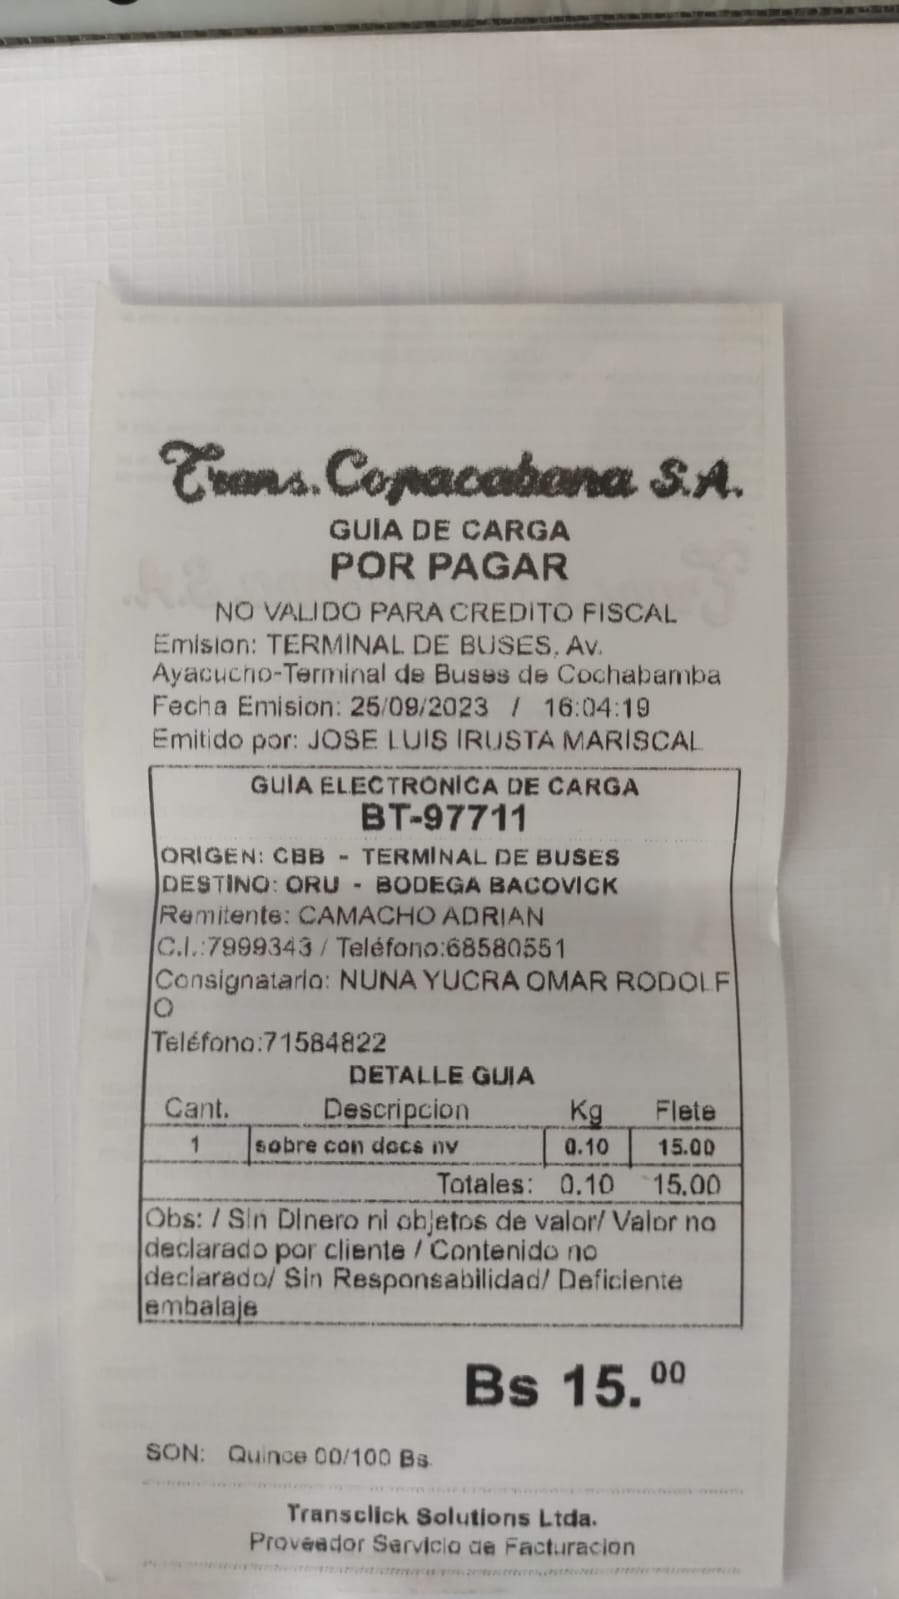 Trans. Copacabana S.A.
GUIA DE CARGA
POR PAGAR
NO VALIDO PARA CREDITO FISCAL
Emision: TERMINAL DE BUSES, Av.
Ayacucho-Terminal de Buses de Cochabamba
Fecha Emision: 25/09/2023 / 16:04:19
Emitido por: JOSE LUIS IRUSTA MARISCAL
GUIA ELECTRONICA DE CARGA
BT-97711
ORIGEN: CBB - TERMINAL DE BUSES
DESTINO: ORU - BODEGA BACOVICK
Remitente: CAMACHO ADRIAN
C.I.:7999343 / Teléfono:68580551
Consignatario: NUNA YUCRA OMAR RODOLF
O
Teléfono:71584822
DETALLE GUIA
Cant. Descripcion Kg Flete
1 sobre con docs nv 0.10 15.00
Totales: 0.10 15.00
Obs: / Sin Dinero ni objetos de valor/ Valor no
declarado por cliente / Contenido no
declarado/ Sin Responsabilidad/ Deficiente
embalaje
Bs 15.00
SON: Quince 00/100 Bs.
Transclick Solutions Ltda.
Proveedor Servicio de Facturacion